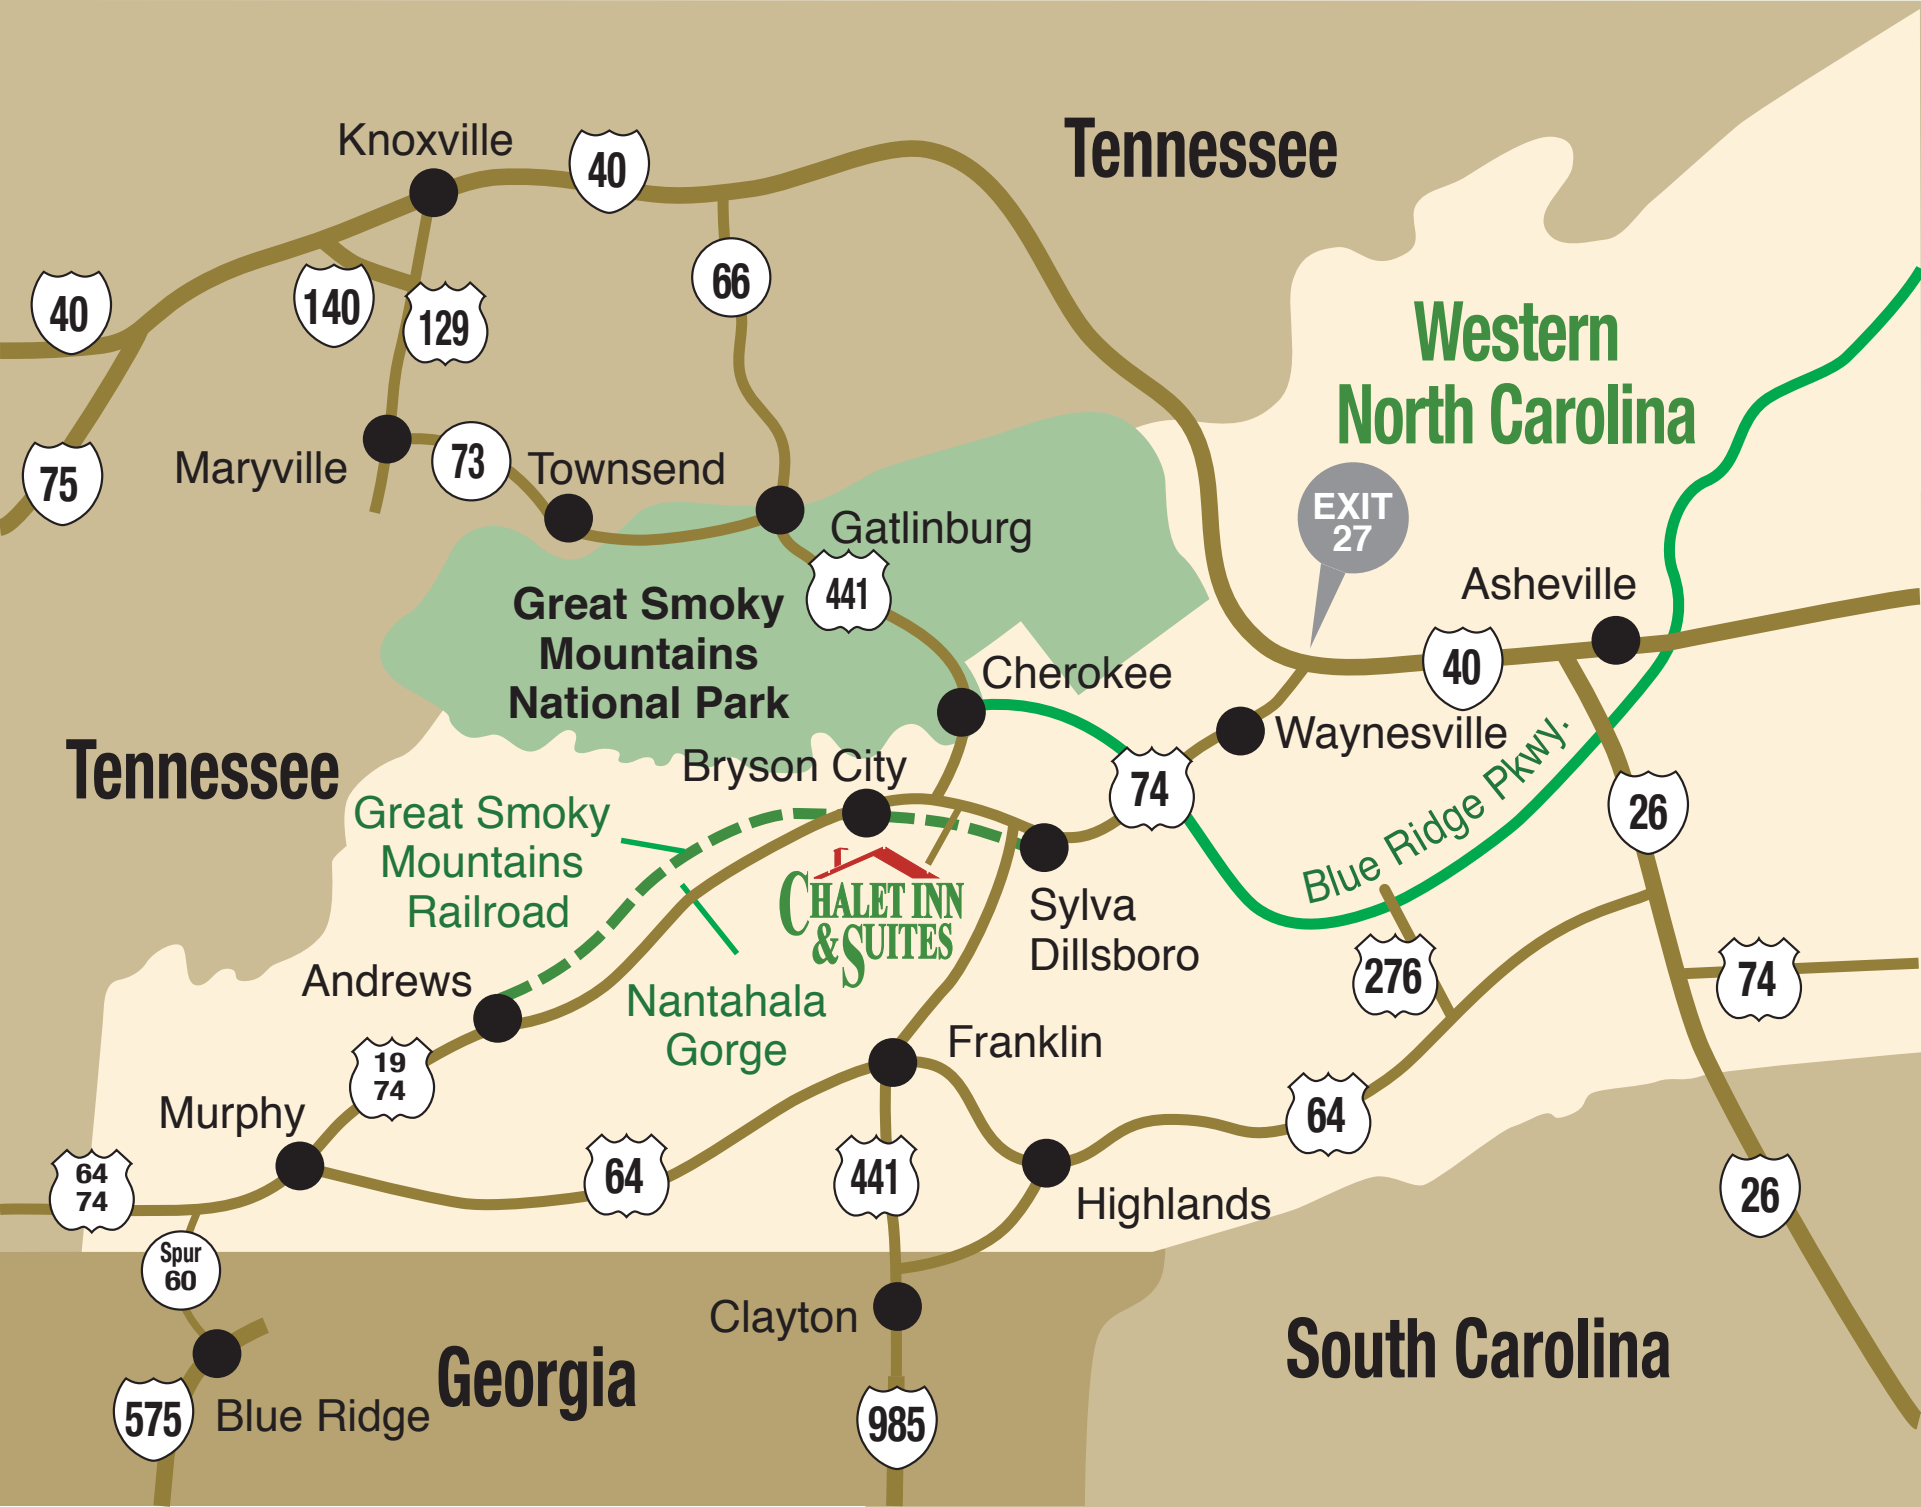 Knoxville
40
Tennessee
66
40
140
129
Western
North Carolina
Maryville
73
Townsend
75
EXIT
27
Gatlinburg
441
Asheville
Great Smoky
Mountains
National Park
Cherokee
40
Waynesville
Tennessee
Bryson City
74
Blue Ridge Pkwy.
26
Great Smoky
Mountains
Railroad
CHALET INN
& SUITES
Sylva
Dillsboro
276
74
Andrews
Nantahala
Gorge
Franklin
19
74
Murphy
64
64
74
64
441
Highlands
26
Spur
60
Clayton
Georgia
South Carolina
575
Blue Ridge
985